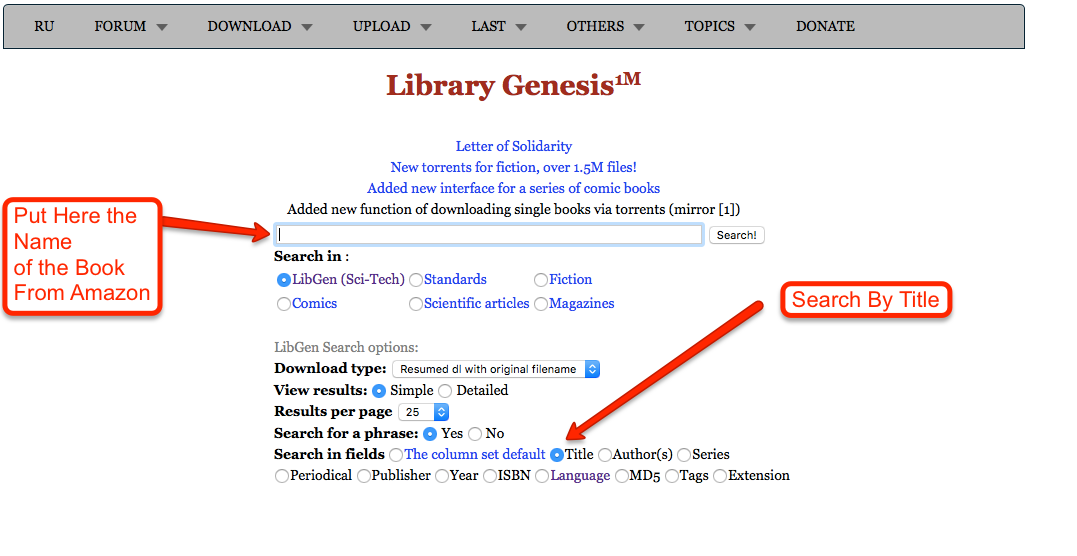 RU FORUM DOWNLOAD UPLOAD LAST OTHERS TOPICS DONATE
Library Genesis1M
Letter of Solidarity
New torrents for fiction, over 1.5M files!
Added new interface for a series of comic books
Added new function of downloading single books via torrents (mirror [1])
Put Here the
Name
of the Book
From Amazon
Search!
Search in :
LibGen (Sci-Tech) Standards Fiction
Comics Scientific articles Magazines
Search By Title
LibGen Search options:
Download type: Resumed dl with original filename
View results: Simple Detailed
Results per page 25
Search for a phrase: Yes No
Search in fields The column set default Title Author(s) Series
Periodical Publisher Year ISBN Language MD5 Tags Extension